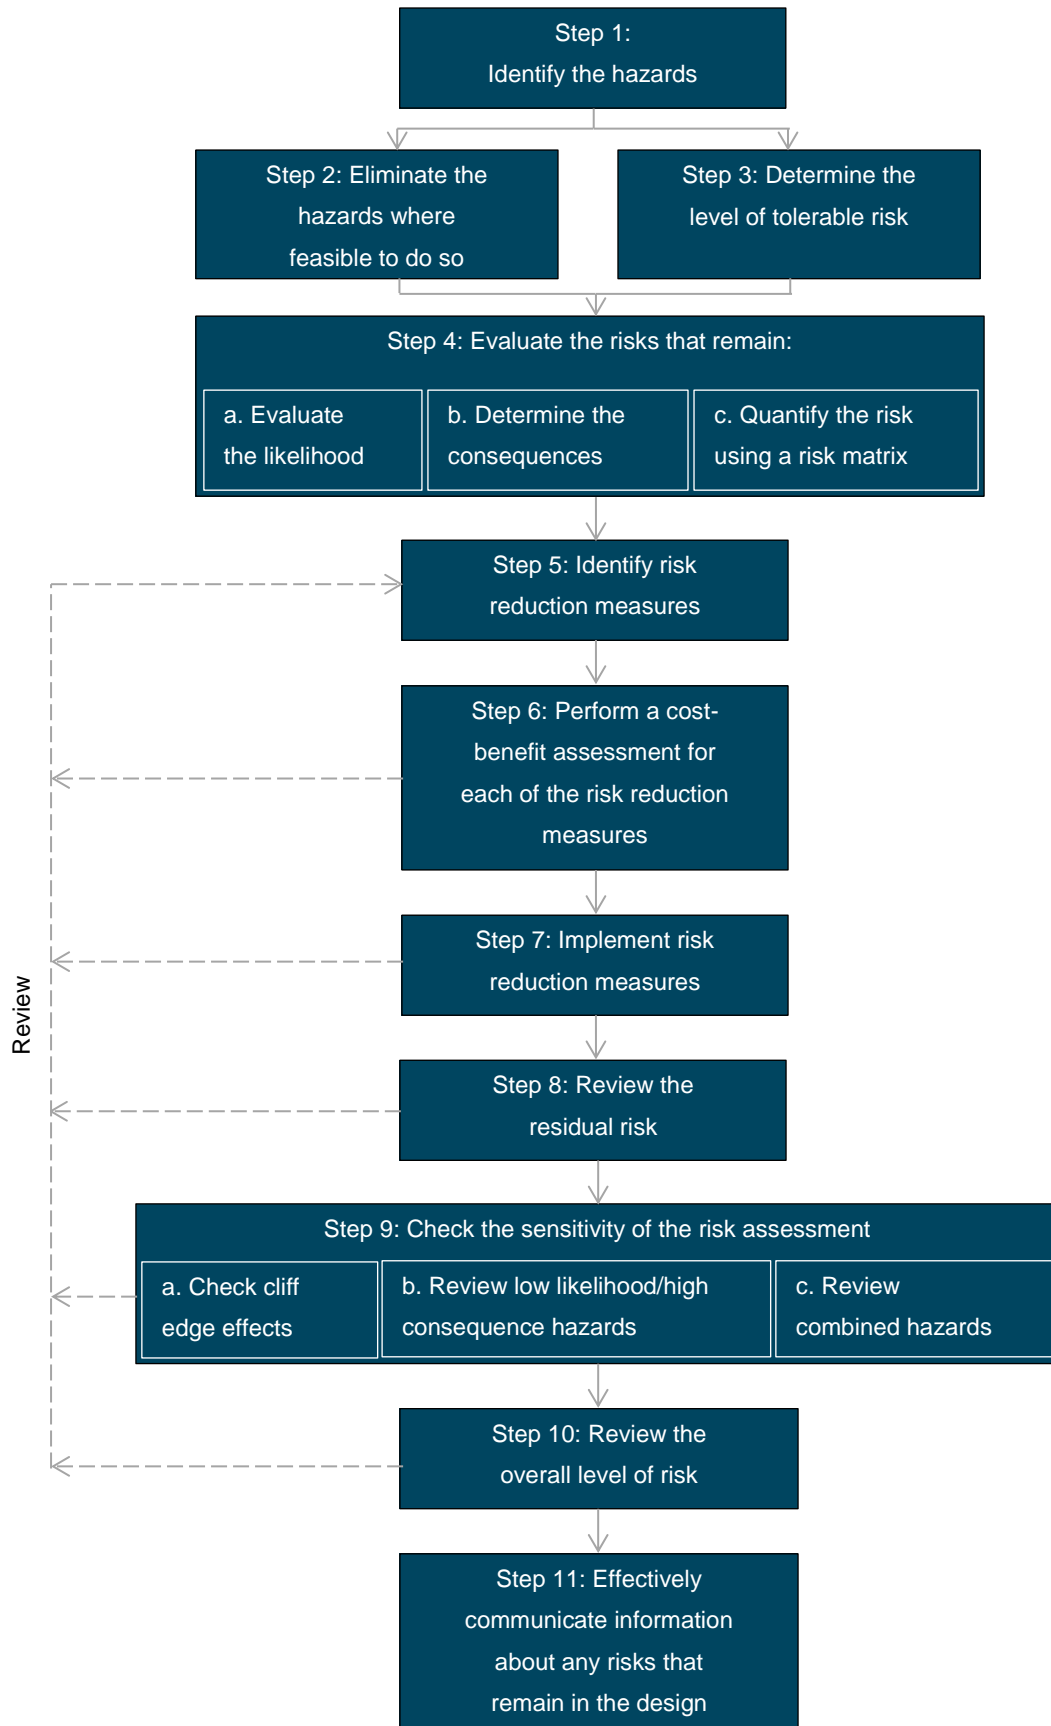 Step 1:
Identify the hazards
Step 2: Eliminate the
hazards where
feasible to do so
Step 3: Determine the
level of tolerable risk
Step 4: Evaluate the risks that remain:
a. Evaluate
the likelihood
b. Determine the
consequences
c. Quantify the risk
using a risk matrix
Step 5: Identify risk
reduction measures
Step 6: Perform a cost-
benefit assessment for
each of the risk reduction
measures
Step 7: Implement risk
reduction measures
Review
Step 8: Review the
residual risk
Step 9: Check the sensitivity of the risk assessment
a. Check cliff
edge effects
b. Review low likelihood/high
consequence hazards
c. Review
combined hazards
Step 10: Review the
overall level of risk
Step 11: Effectively
communicate information
about any risks that
remain in the design